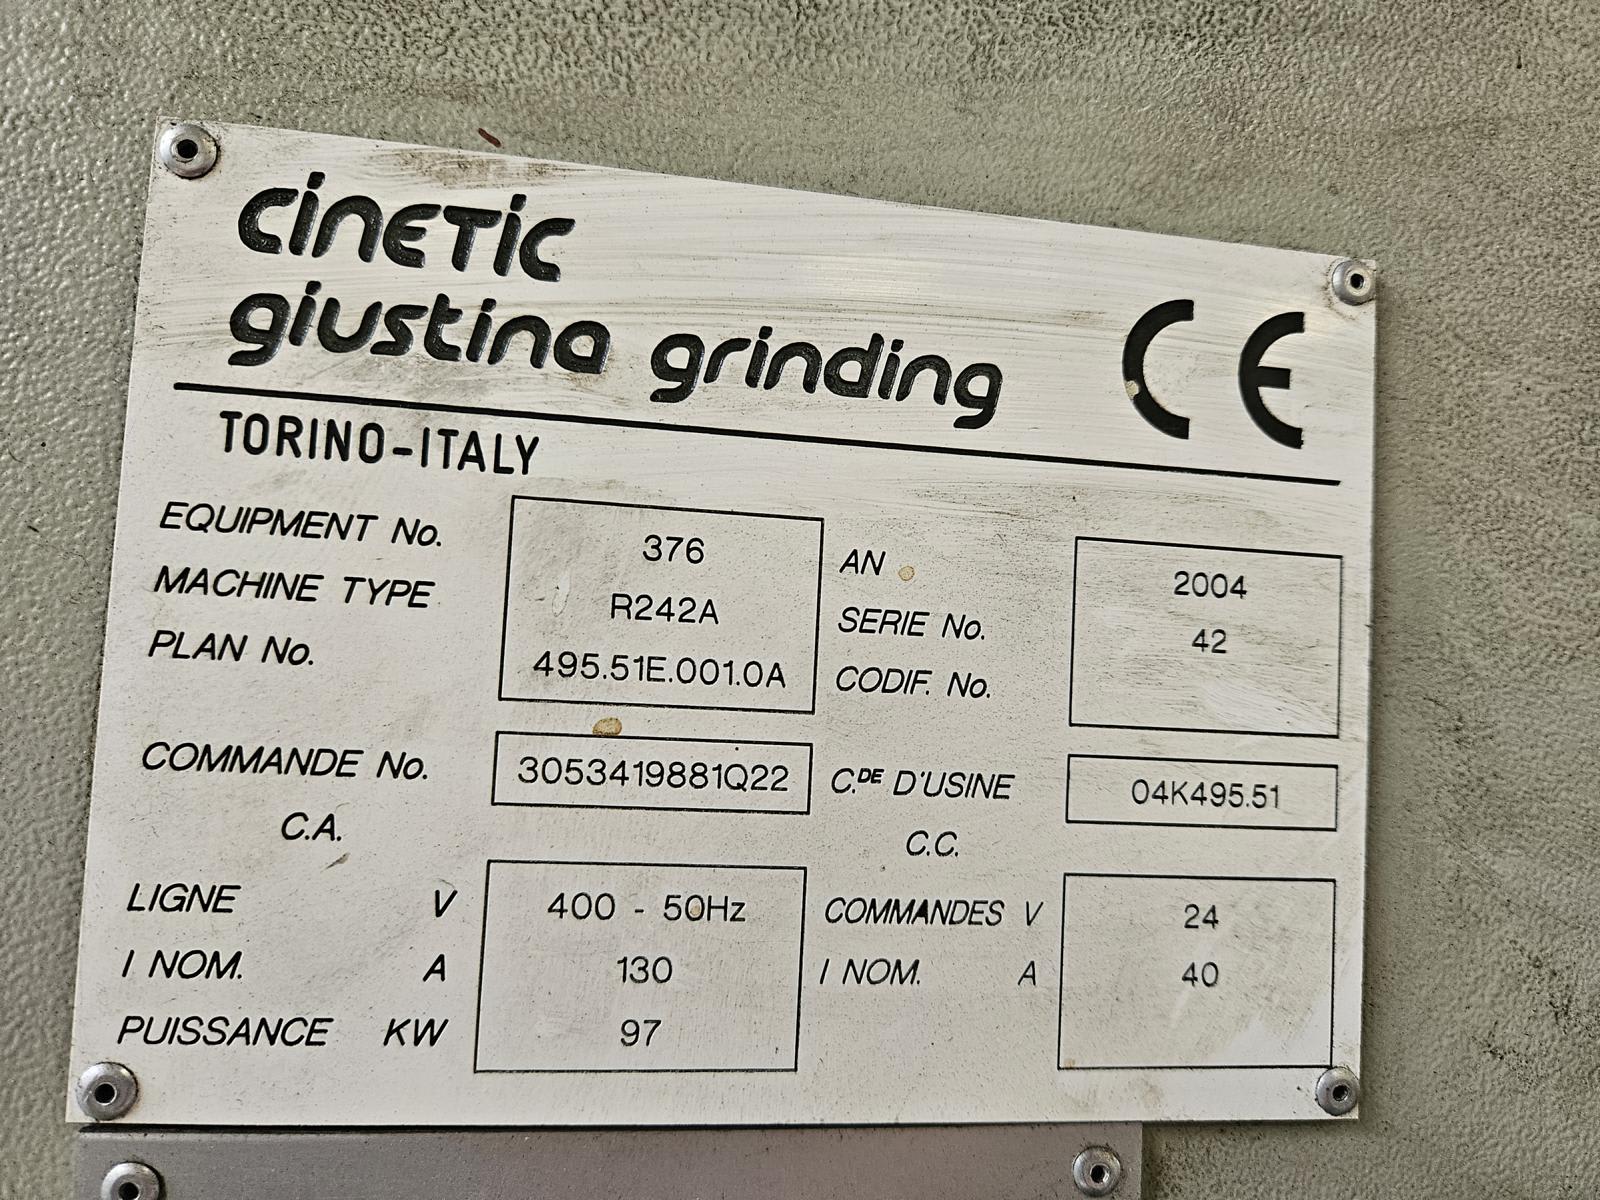 cinetic
giustina grinding CE
TORINO-ITALY
EQUIPMENT No. 376 AN 2004
MACHINE TYPE R242A SERIE No. 42
PLAN No. 495.51E.001.0A CODIF. No.
COMMANDE No. 3053419881Q22 C.DE D'USINE 04K495.51
C.A. C.C.
LIGNE V 400 - 50Hz COMMANDES V 24
I NOM. A 130 I NOM. A 40
PUISSANCE KW 97